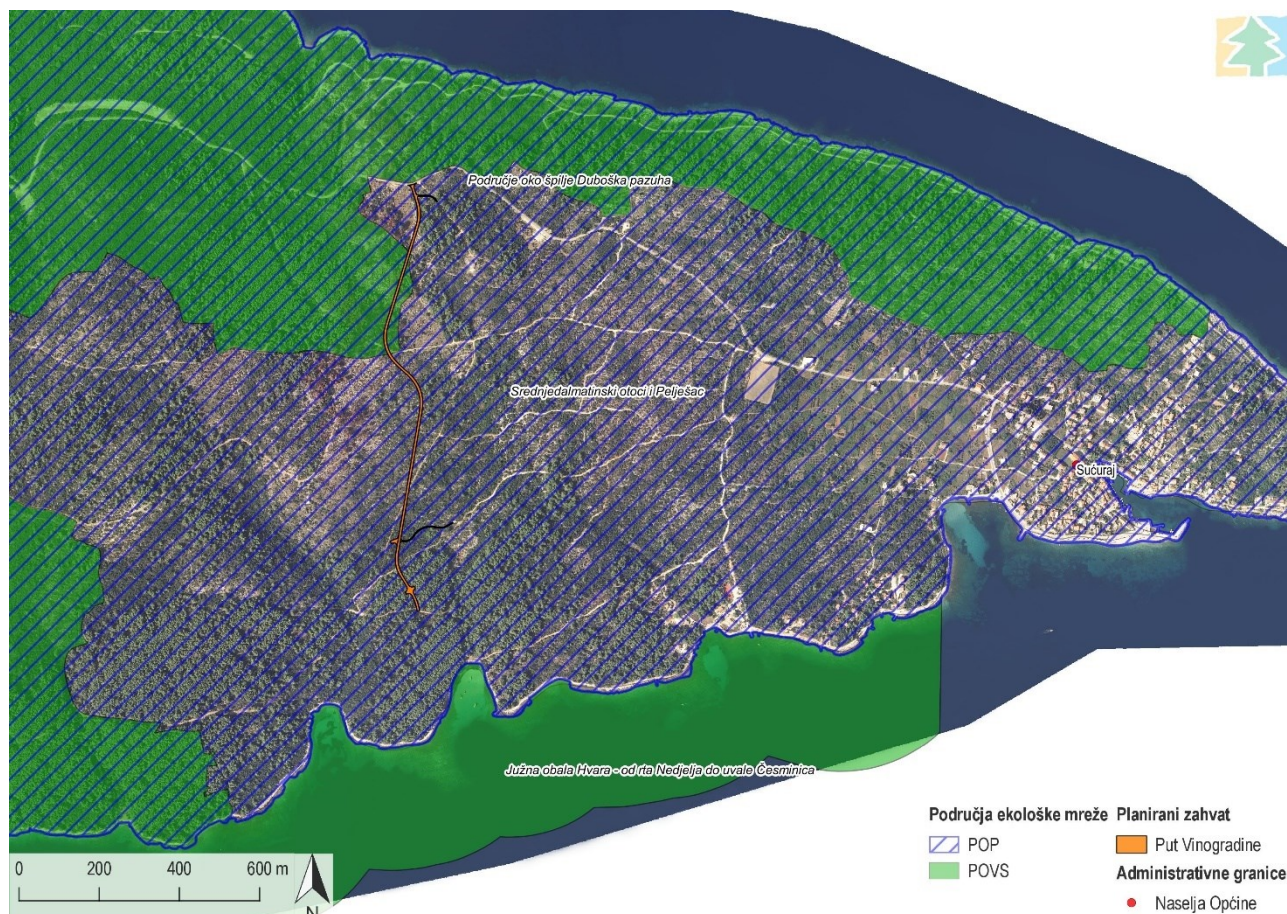 Područje oko špilje Duboška pazuha
Srednjedalmatinski otoci i Pelješac
Sućuraj
Južna obala Hvara - od rta Nedjelja do uvale Česminica
Područja ekološke mreže
POP
POVS
Planirani zahvat
Put Vinogradine
Administrativne granice
Naselja Općine
0 200 400 600 m
N